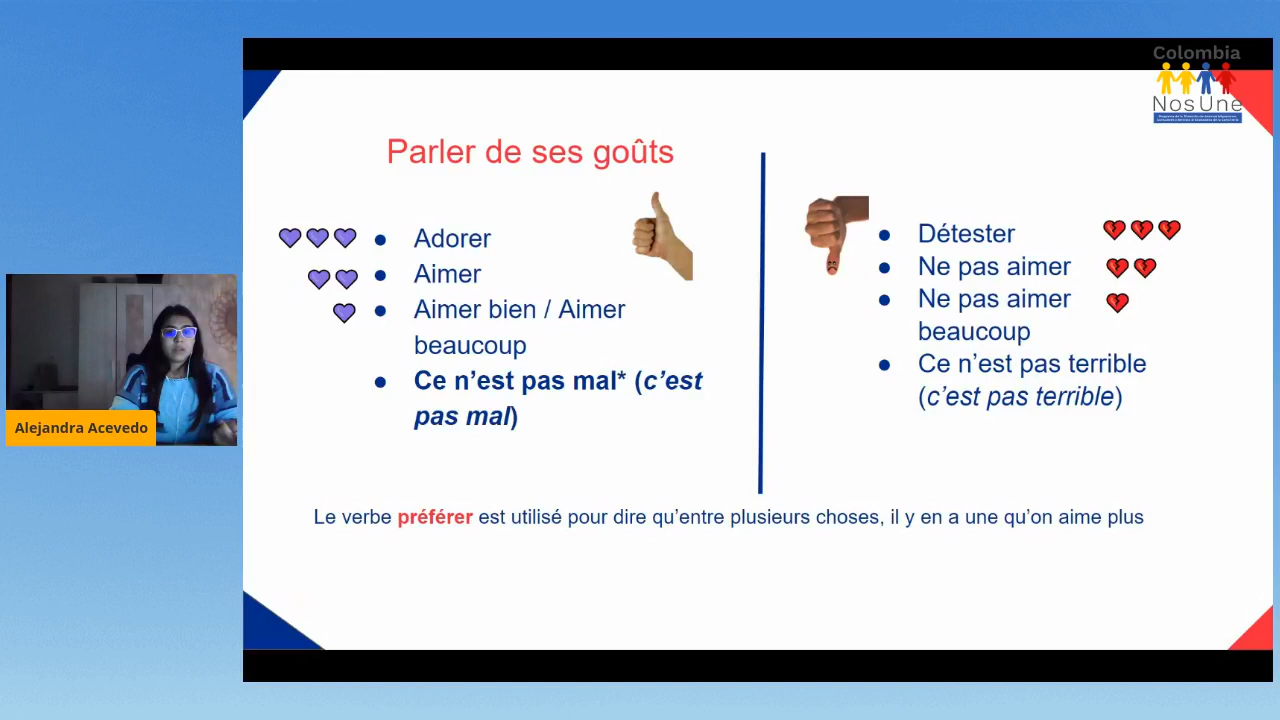 Colombia
NosUne
Parler de ses goûts
Adorer
Aimer
Aimer bien / Aimer
beaucoup
Ce n’est pas mal* (c’est
pas mal)
Détester
Ne pas aimer
Ne pas aimer
beaucoup
Ce n’est pas terrible
(c’est pas terrible)
Le verbe préférer est utilisé pour dire qu’entre plusieurs choses, il y en a une qu’on aime plus
Alejandra Acevedo